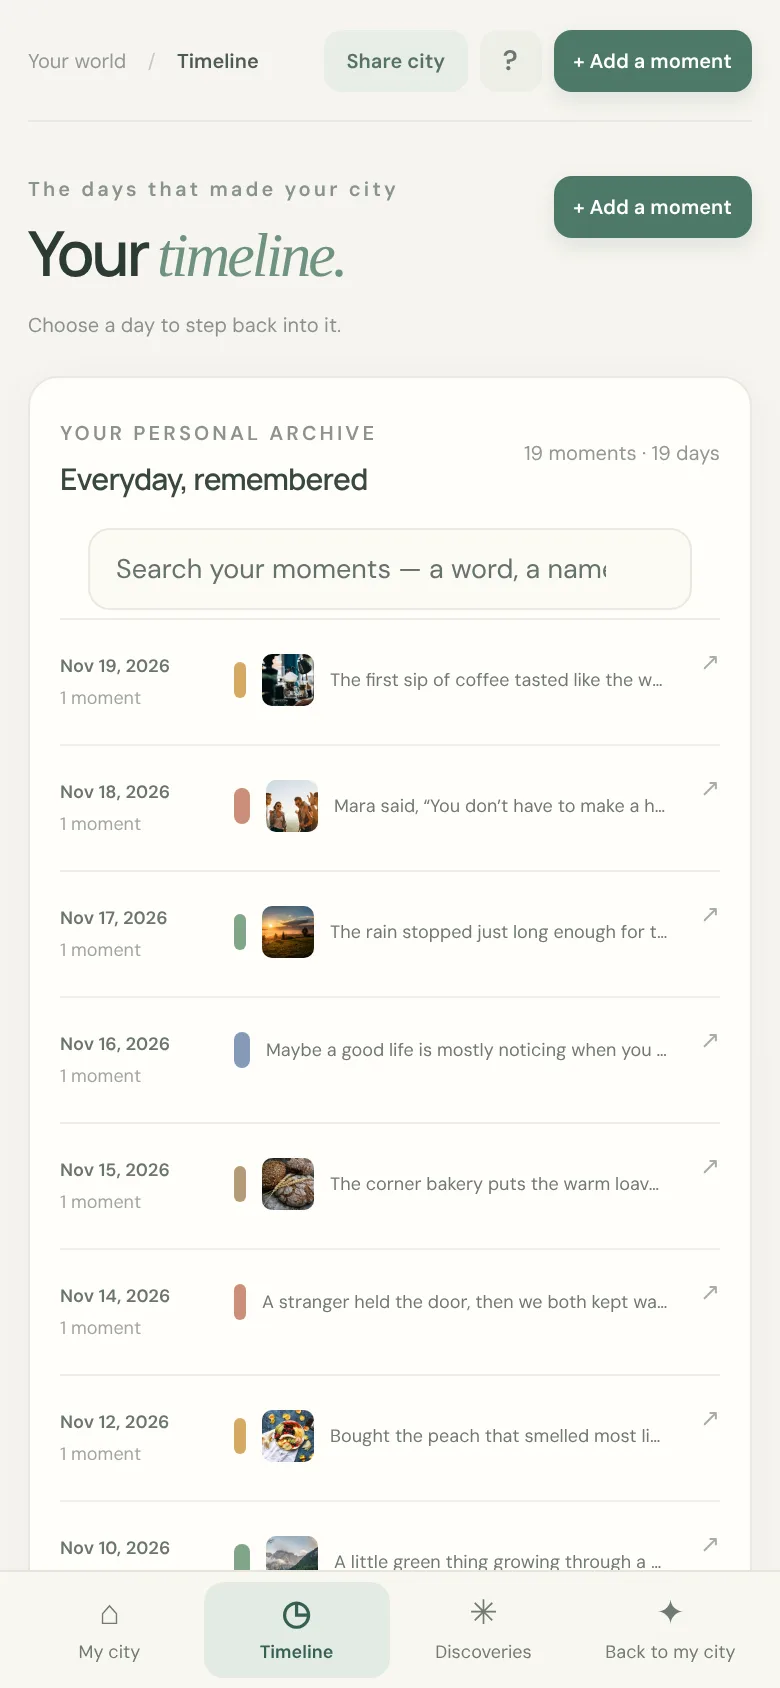 Your world / Timeline
Share city
?
+ Add a moment
The days that made your city
+ Add a moment
Your timeline.
Choose a day to step back into it.
YOUR PERSONAL ARCHIVE
19 moments · 19 days
Everyday, remembered
Search your moments — a word, a name
Nov 19, 2026
1 moment
The first sip of coffee tasted like the w...
Nov 18, 2026
1 moment
Mara said, “You don’t have to make a h...
Nov 17, 2026
1 moment
The rain stopped just long enough for t...
Nov 16, 2026
1 moment
Maybe a good life is mostly noticing when you ...
Nov 15, 2026
1 moment
The corner bakery puts the warm loav...
Nov 14, 2026
1 moment
A stranger held the door, then we both kept wa...
Nov 12, 2026
1 moment
Bought the peach that smelled most li...
Nov 10, 2026
A little green thing growing through a ...
My city
Timeline
Discoveries
Back to my city